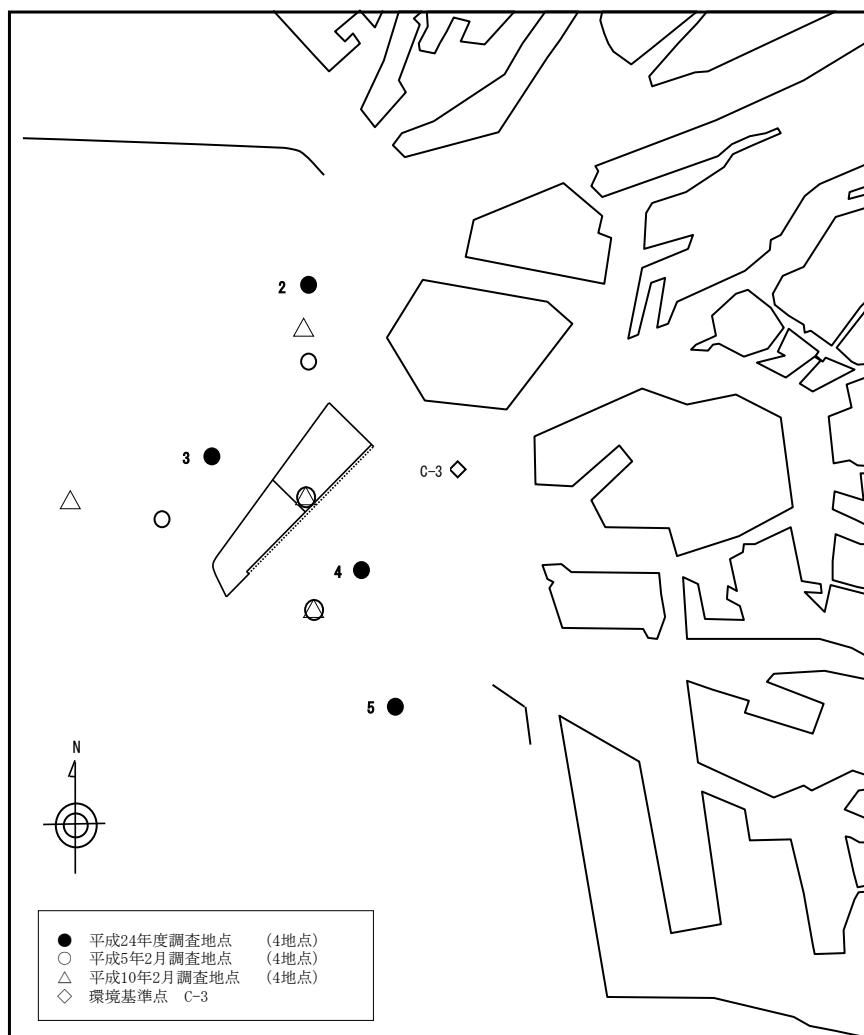 2
3
C-3
4
5
N
● 平成24年度調査地点 (4地点)
○ 平成5年2月調査地点 (4地点)
△ 平成10年2月調査地点 (4地点)
◇ 環境基準点 C-3